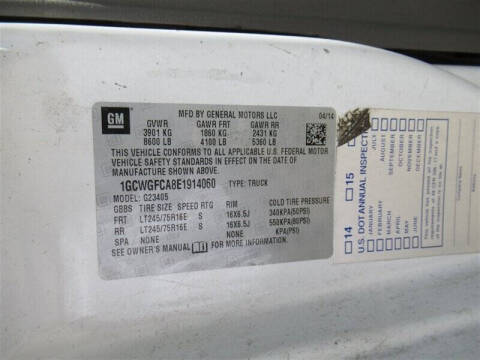 GM
MFD BY GENERAL MOTORS LLC 04/14
GVWR GAWR FRT GAWR RR
3901 KG 1860 KG 2431 KG
8600 LB 4100 LB 5360 LB
THIS VEHICLE CONFORMS TO ALL APPLICABLE U.S. FEDERAL MOTOR
VEHICLE SAFETY STANDARDS IN EFFECT ON THE DATE OF
MANUFACTURE SHOWN ABOVE.
1GCWGFCA8E1914060 TYPE: TRUCK
G23405
GBBS TIRE SIZE SPEED RTG RIM COLD TIRE PRESSURE
FRT LT245/75R16E S 16X6.5J 340KPA(50PSI)
RR LT245/75R16E S 16X6.5J 550KPA(80PSI)
SPA NONE NONE KPA(PSI)
SEE OWNER'S MANUAL FOR ADDITIONAL INFORMATION
U.S. DOT ANNUAL INSPECT
14
15
JANUARY
FEBRUARY
MARCH
APRIL
MAY
JUNE
JULY
AUGUST
SEPTEMBER
OCTOBER